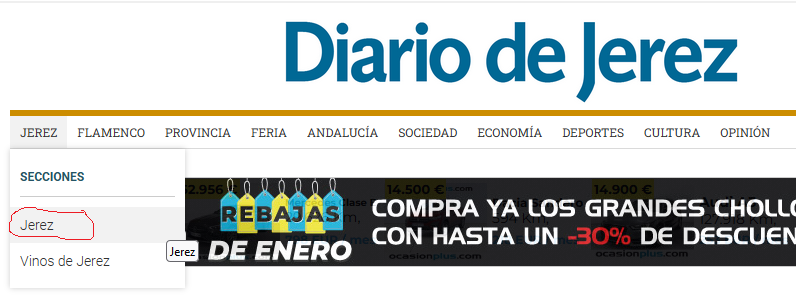 Diario de Jerez
JEREZ FLAMENCO PROVINCIA FERIA ANDALUCÍA SOCIEDAD ECONOMÍA DEPORTES CULTURA OPINIÓN
SECCIONES
Jerez
Vinos de Jerez
Jerez
2.956 € 14.500 € 14.900 €
REBAJAS
DE ENERO
COMPRA YA LOS GRANDES CHOLLO
CON HASTA UN -30% DE DESCUEN
ocasionplus.com ocasionplus.com